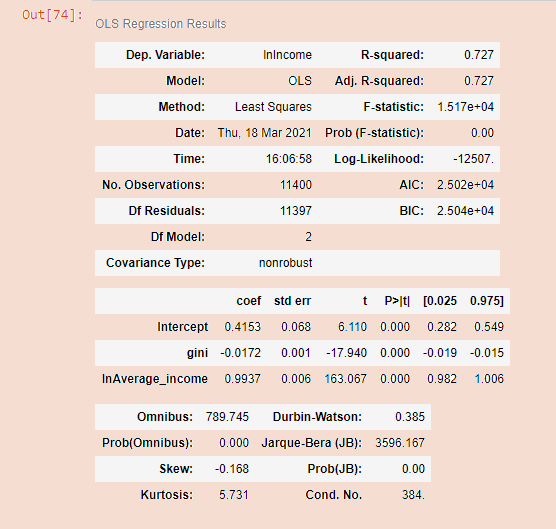 Out[74]:
OLS Regression Results
Dep. Variable: lnIncome R-squared: 0.727
Model: OLS Adj. R-squared: 0.727
Method: Least Squares F-statistic: 1.517e+04
Date: Thu, 18 Mar 2021 Prob (F-statistic): 0.00
Time: 16:06:58 Log-Likelihood: -12507.
No. Observations: 11400 AIC: 2.502e+04
Df Residuals: 11397 BIC: 2.504e+04
Df Model: 2
Covariance Type: nonrobust
coef std err t P>|t| [0.025 0.975]
Intercept 0.4153 0.068 6.110 0.000 0.282 0.549
gini -0.0172 0.001 -17.940 0.000 -0.019 -0.015
lnAverage_income 0.9937 0.006 163.067 0.000 0.982 1.006
Omnibus: 789.745 Durbin-Watson: 0.385
Prob(Omnibus): 0.000 Jarque-Bera (JB): 3596.167
Skew: -0.168 Prob(JB): 0.00
Kurtosis: 5.731 Cond. No. 384.